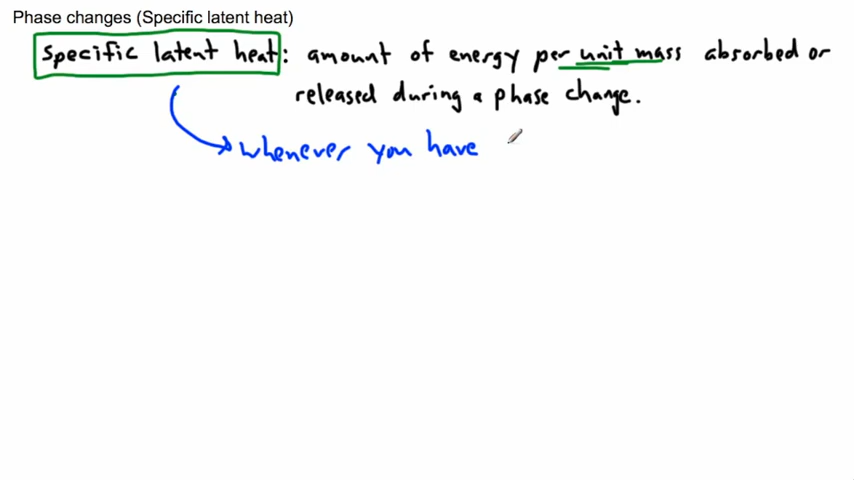 Phase changes (Specific latent heat)
Specific latent heat: amount of energy per unit mass absorbed or
released during a phase change.
whenever you have